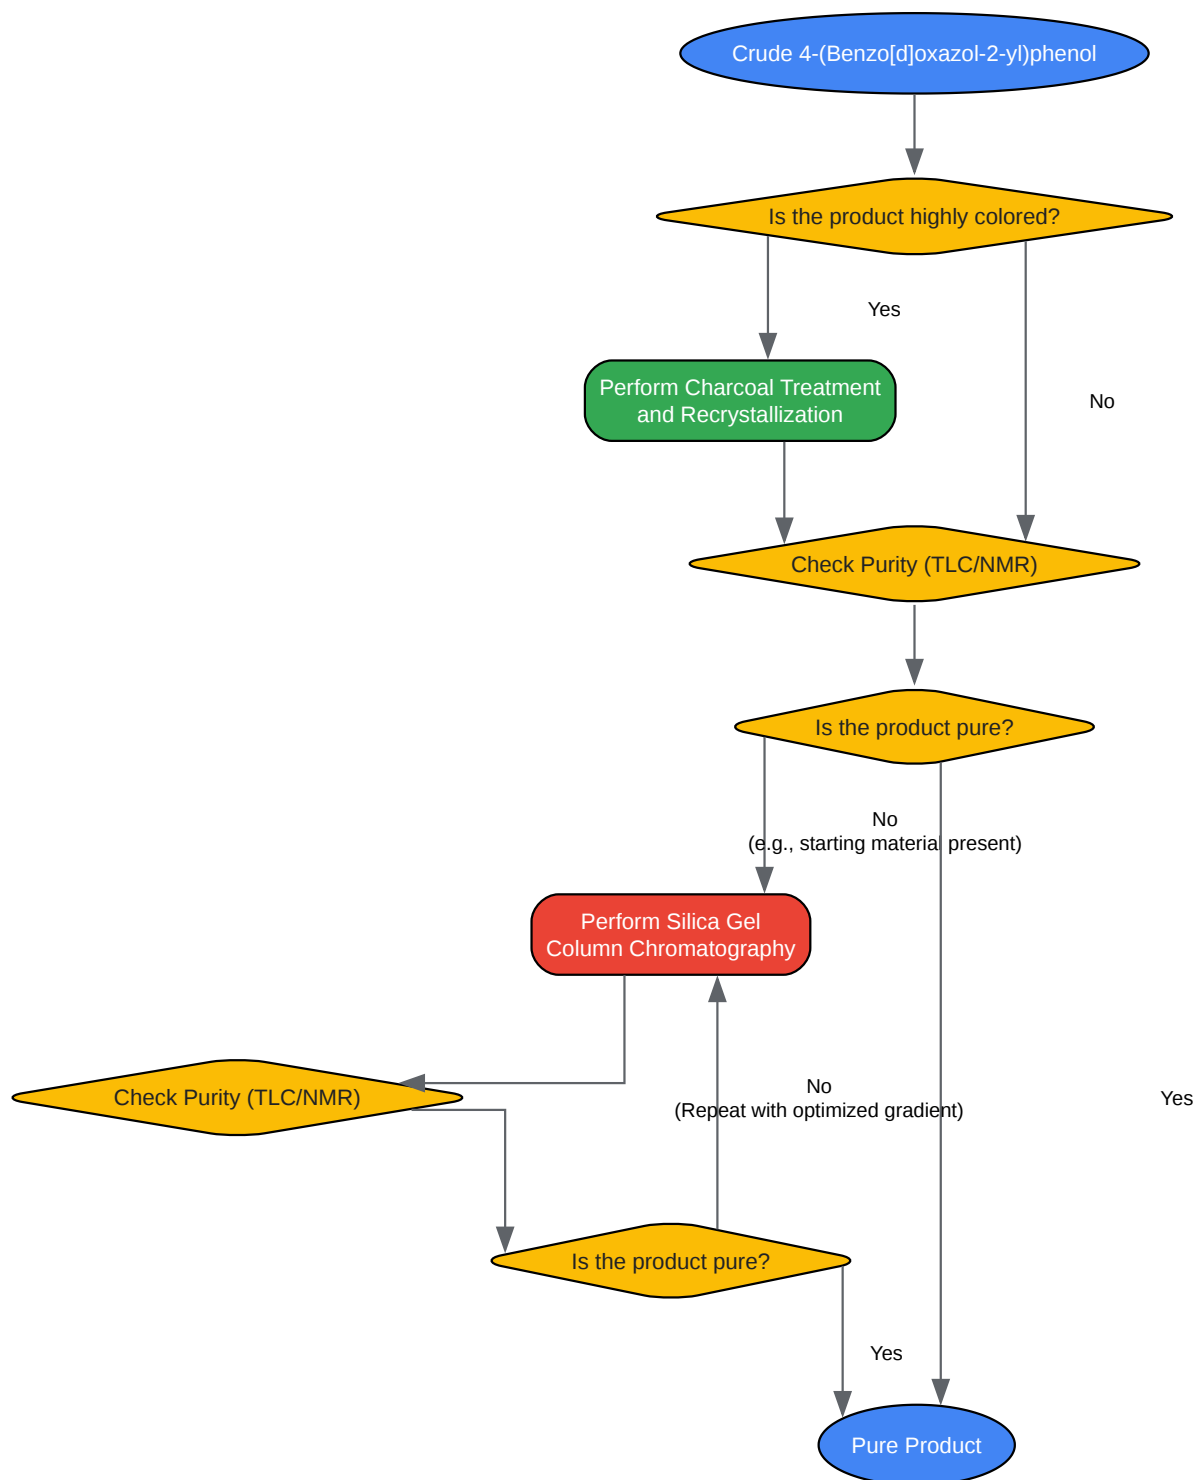 Crude 4-(Benzo[d]oxazol-2-yl)phenol
Is the product highly colored?
Yes
Perform Charcoal Treatment
and Recrystallization
No
Check Purity (TLC/NMR)
Is the product pure?
No
(e.g., starting material present)
Perform Silica Gel
Column Chromatography
Check Purity (TLC/NMR)
No
(Repeat with optimized gradient)
Yes
Is the product pure?
Yes
Pure Product